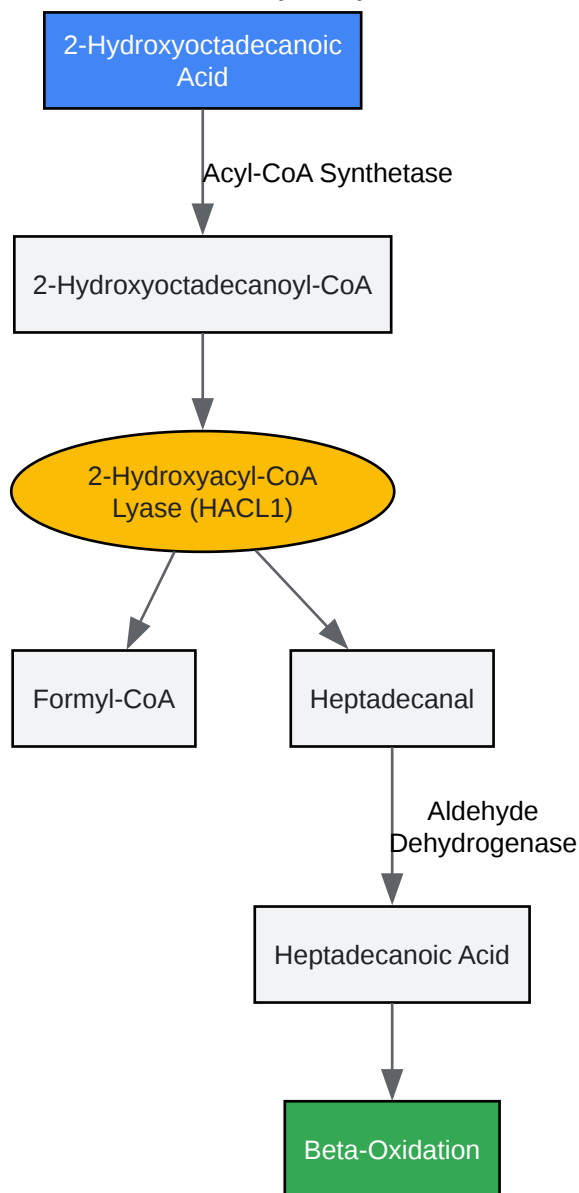 2-Hydroxyoctadecanoic
Acid
Acyl-CoA Synthetase
2-Hydroxyoctadecanoyl-CoA
2-Hydroxyacyl-CoA
Lyase (HACL1)
Formyl-CoA
Heptadecanal
Aldehyde
Dehydrogenase
Heptadecanoic Acid
Beta-Oxidation